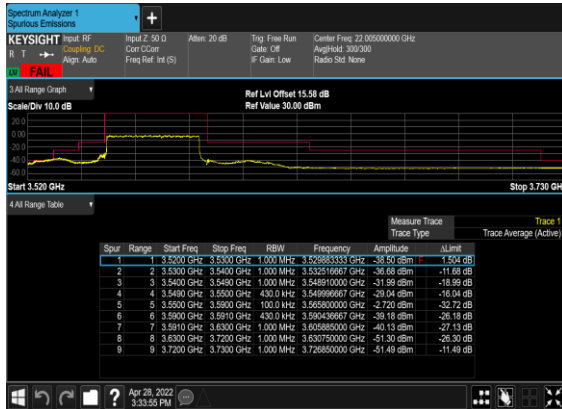 Spectrum Analyzer 1
Spurious Emissions
KEYSIGHT Input: RF Input Z: 50 Ω Atten: 20 dB Trig: Free Run Center Freq: 22.005000000 GHz
R T Coupling: DC Corr CCorr Gate: Off Avg|Hold: 300/300
Align: Auto Freq Ref: Int (S) IF Gain: Low Radio Std: None
LW FAIL
3 All Range Graph
Ref Lvl Offset 15.58 dB
Scale/Div 10.0 dB Ref Value 30.00 dBm
20.0
0.00
-20.0
-40.0
-60.0
Start 3.520 GHz Stop 3.730 GH
4 All Range Table
Measure Trace Trace 1
Trace Type Trace Average (Active)
Spur Range Start Freq Stop Freq RBW Frequency Amplitude ΔLimit
1 1 3.5200 GHz 3.5300 GHz 1.000 MHz 3.529883333 GHz -38.50 dBm F 1.504 dB
2 2 3.5300 GHz 3.5400 GHz 1.000 MHz 3.532516667 GHz -36.68 dBm -11.68 dB
3 3 3.5400 GHz 3.5490 GHz 1.000 MHz 3.548910000 GHz -31.99 dBm -18.99 dB
4 4 3.5490 GHz 3.5500 GHz 430.0 kHz 3.549996667 GHz -29.04 dBm -16.04 dB
5 5 3.5500 GHz 3.5900 GHz 100.0 kHz 3.565800000 GHz -2.720 dBm -32.72 dB
6 6 3.5900 GHz 3.5910 GHz 430.0 kHz 3.590436667 GHz -39.18 dBm -26.18 dB
7 7 3.5910 GHz 3.6300 GHz 1.000 MHz 3.605885000 GHz -40.13 dBm -27.13 dB
8 8 3.6300 GHz 3.7200 GHz 1.000 MHz 3.630750000 GHz -51.30 dBm -26.30 dB
9 9 3.7200 GHz 3.7300 GHz 1.000 MHz 3.726850000 GHz -51.49 dBm -11.49 dB
? Apr 28, 2022
3:33:55 PM